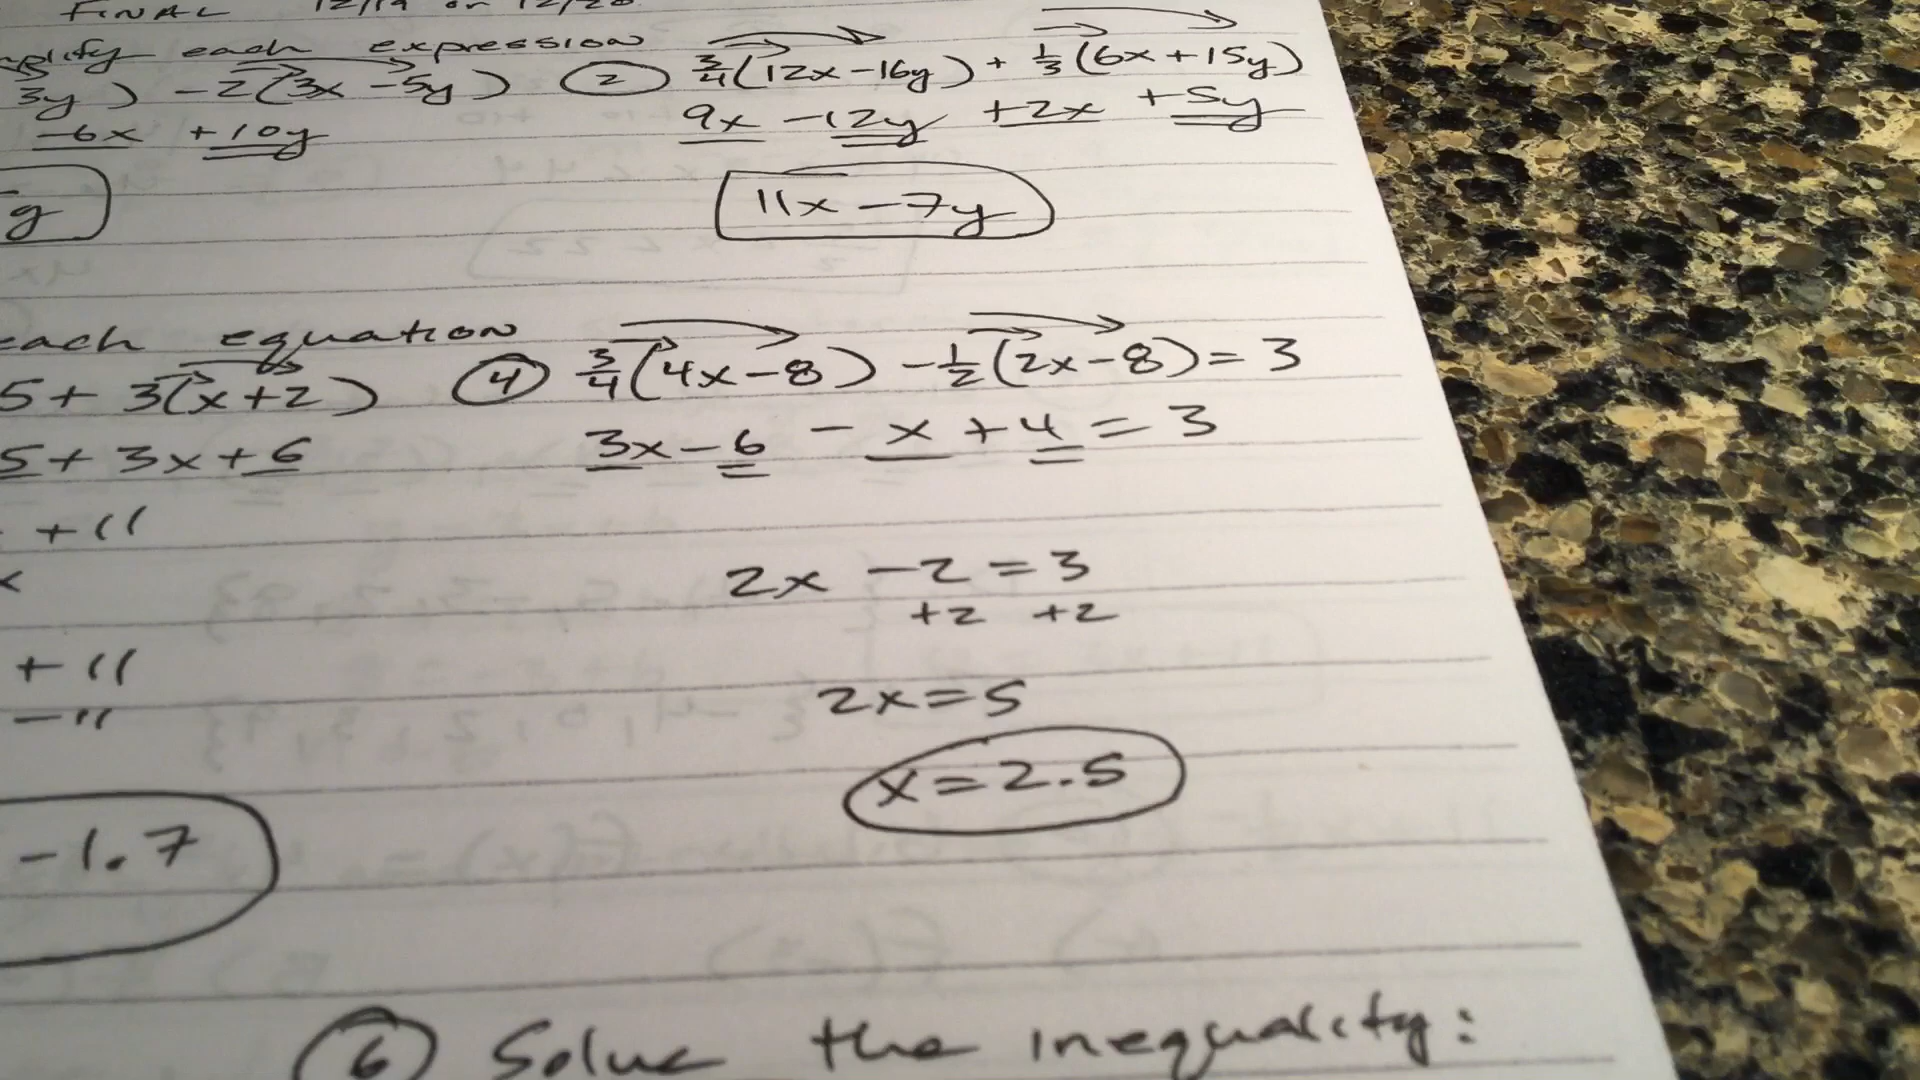 FINAL 12/19 or 12/20
each expression
3y) -2(3x-5y) ② 3/4(12x-16y) + 1/3(6x+15y)
-6x +10y 9x -12y +2x +5y
y 11x-7y
each equation
5+ 3(x+2) ④ 3/4(4x-8) -1/2(2x-8)=3
5+ 3x+6 3x-6 - x +4 = 3
+11
2x -2=3
+2 +2
+11
2x=5
-11
x=2.5
-1.7
⑥ Solve the inequality: